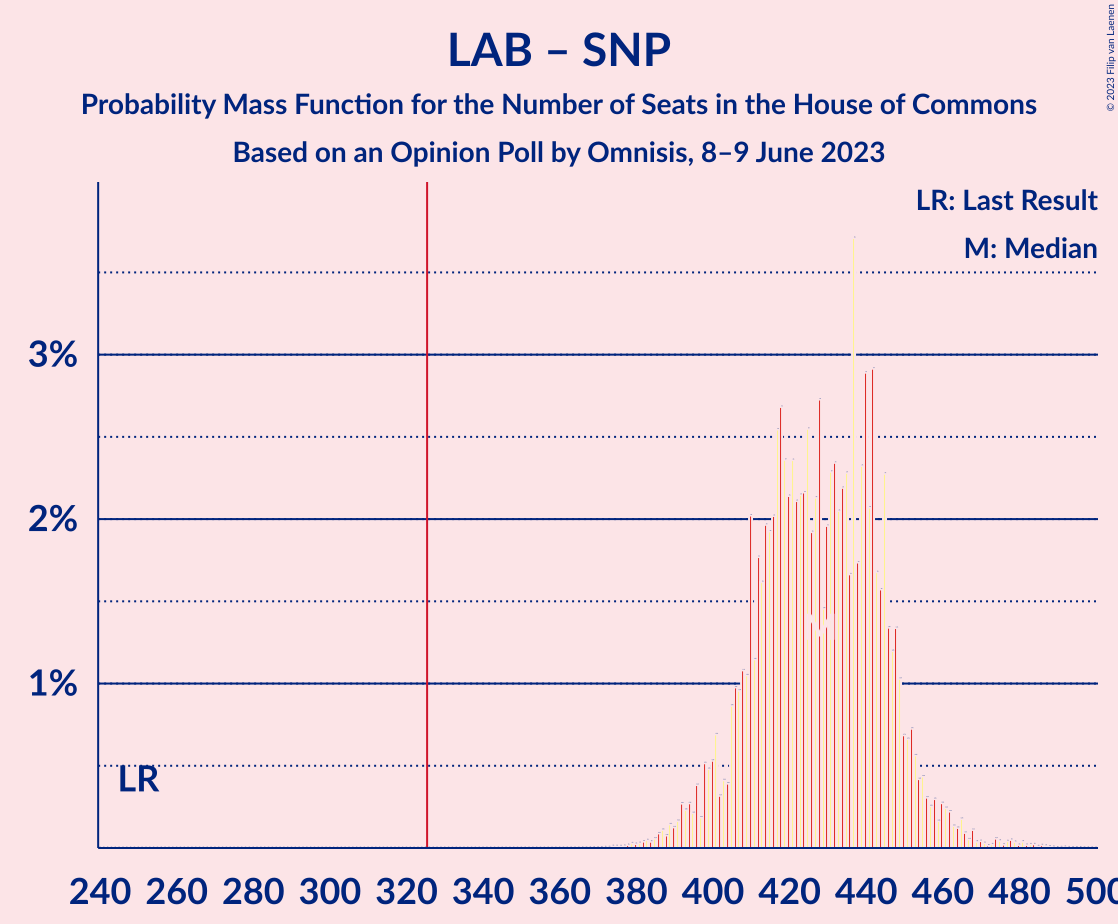 LAB – SNP
Probability Mass Function for the Number of Seats in the House of Commons
Based on an Opinion Poll by Omnisis, 8–9 June 2023
© 2023 Filip van Laenen
LR: Last Result
M: Median
3%
2%
1%
LR
240 260 280 300 320 340 360 380 400 420 440 460 480 500